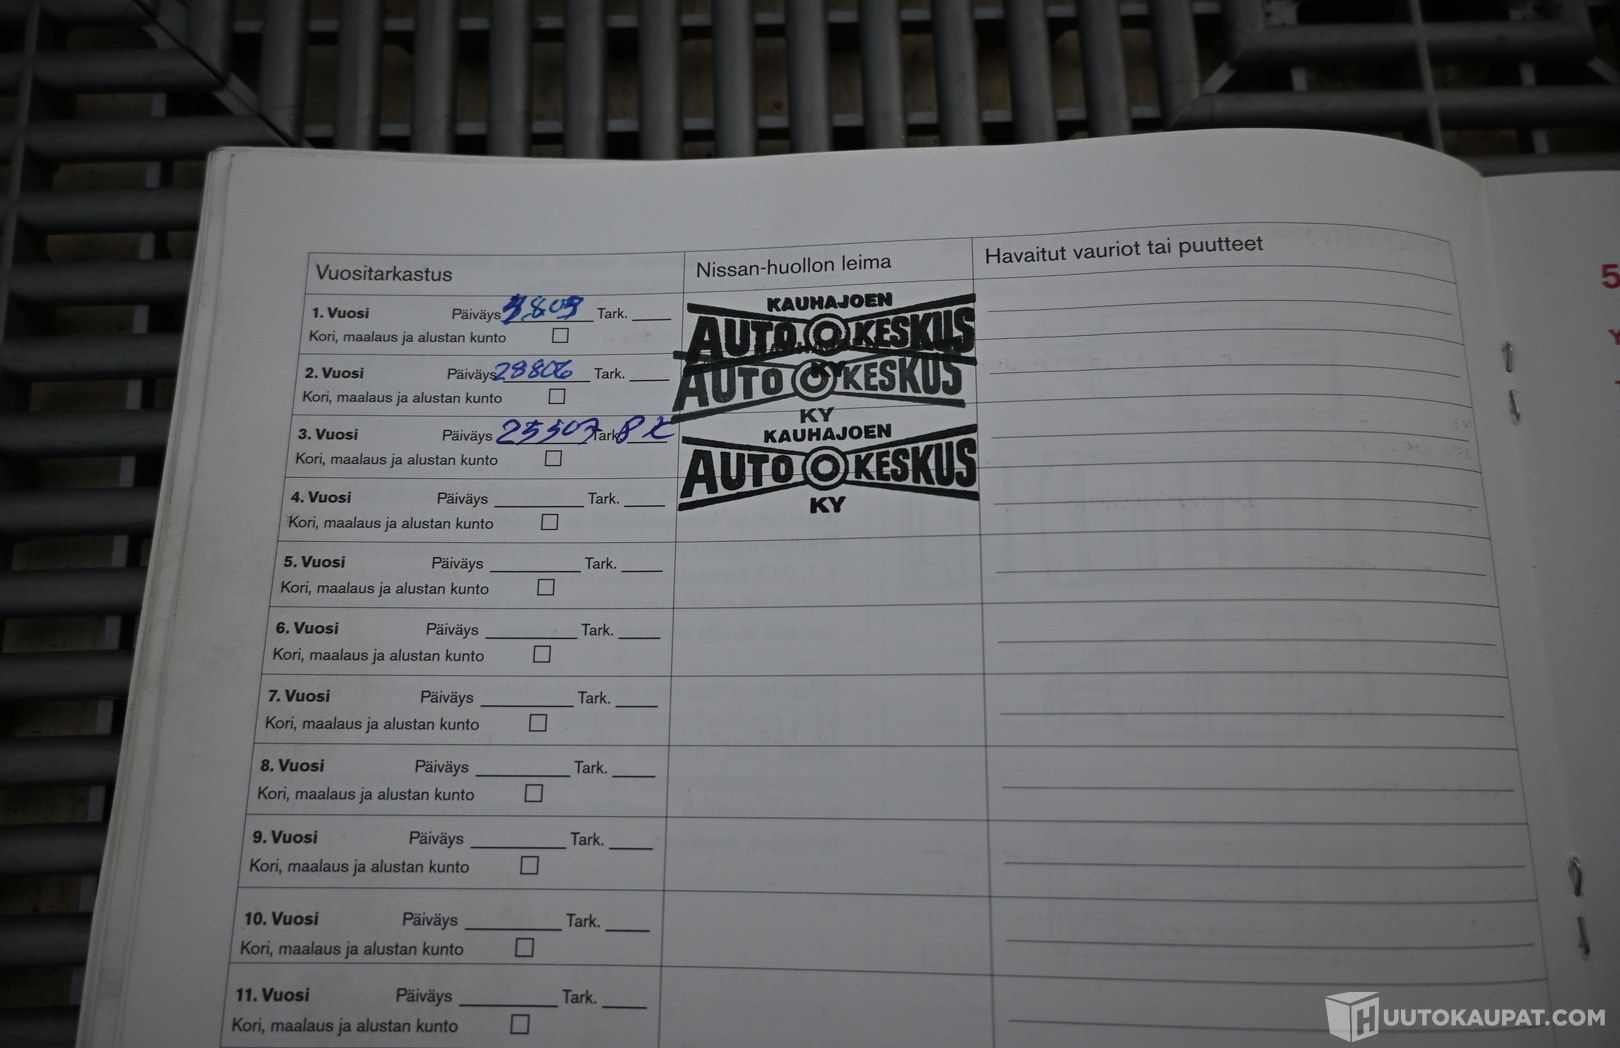 Vuositarkastus Nissan-huollon leima Havaitut vauriot tai puutteet
1. Vuosi Päiväys Tark.
Kori, maalaus ja alustan kunto
KAUHAJOEN
AUTO KESKUS
KY
2. Vuosi Päiväys 28806 Tark.
Kori, maalaus ja alustan kunto
AUTO KESKUS
KY
3. Vuosi Päiväys 25507 Tark.
Kori, maalaus ja alustan kunto
KAUHAJOEN
AUTO KESKUS
KY
4. Vuosi Päiväys Tark.
Kori, maalaus ja alustan kunto
5. Vuosi Päiväys Tark.
Kori, maalaus ja alustan kunto
6. Vuosi Päiväys Tark.
Kori, maalaus ja alustan kunto
7. Vuosi Päiväys Tark.
Kori, maalaus ja alustan kunto
8. Vuosi Päiväys Tark.
Kori, maalaus ja alustan kunto
9. Vuosi Päiväys Tark.
Kori, maalaus ja alustan kunto
10. Vuosi Päiväys Tark.
Kori, maalaus ja alustan kunto
11. Vuosi Päiväys Tark.
Kori, maalaus ja alustan kunto
5
HUUTOKAUPAT.COM